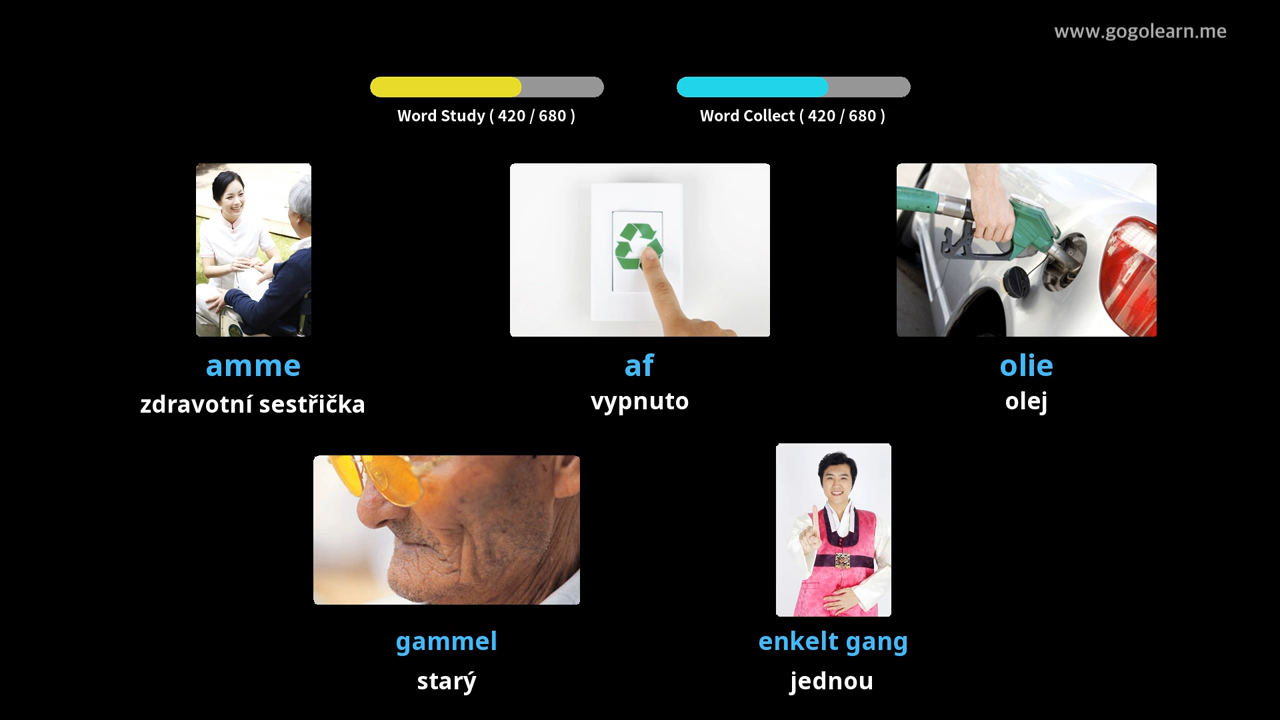 www.gogolearn.me
Word Study ( 420 / 680 )
Word Collect ( 420 / 680 )
amme
zdravotní sestřička
af
vypnuto
olie
olej
gammel
starý
enkelt gang
jednou